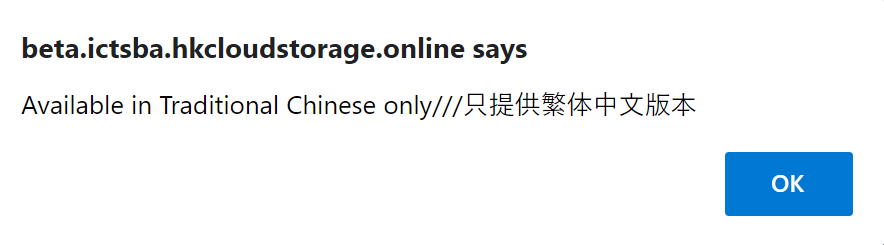 beta.ictsba.hkcloudstorage.online says
Available in Traditional Chinese only///只提供繁体中文版本
OK